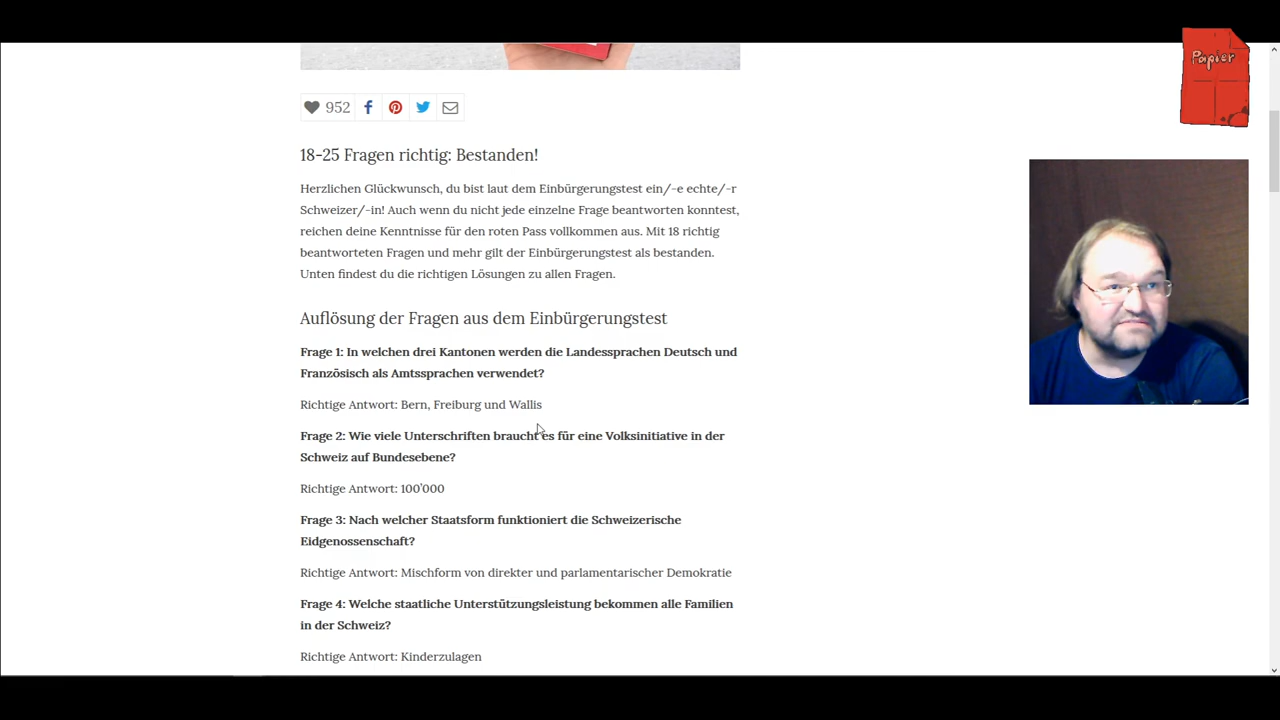 Papier
952
18-25 Fragen richtig: Bestanden!
Herzlichen Glückwunsch, du bist laut dem Einbürgerungstest ein/-e echte/-r
Schweizer/-in! Auch wenn du nicht jede einzelne Frage beantworten konntest,
reichen deine Kenntnisse für den roten Pass vollkommen aus. Mit 18 richtig
beantworteten Fragen und mehr gilt der Einbürgerungstest als bestanden.
Unten findest du die richtigen Lösungen zu allen Fragen.
Auflösung der Fragen aus dem Einbürgerungstest
Frage 1: In welchen drei Kantonen werden die Landessprachen Deutsch und
Französisch als Amtssprachen verwendet?
Richtige Antwort: Bern, Freiburg und Wallis
Frage 2: Wie viele Unterschriften braucht es für eine Volksinitiative in der
Schweiz auf Bundesebene?
Richtige Antwort: 100’000
Frage 3: Nach welcher Staatsform funktioniert die Schweizerische
Eidgenossenschaft?
Richtige Antwort: Mischform von direkter und parlamentarischer Demokratie
Frage 4: Welche staatliche Unterstützungsleistung bekommen alle Familien
in der Schweiz?
Richtige Antwort: Kinderzulagen